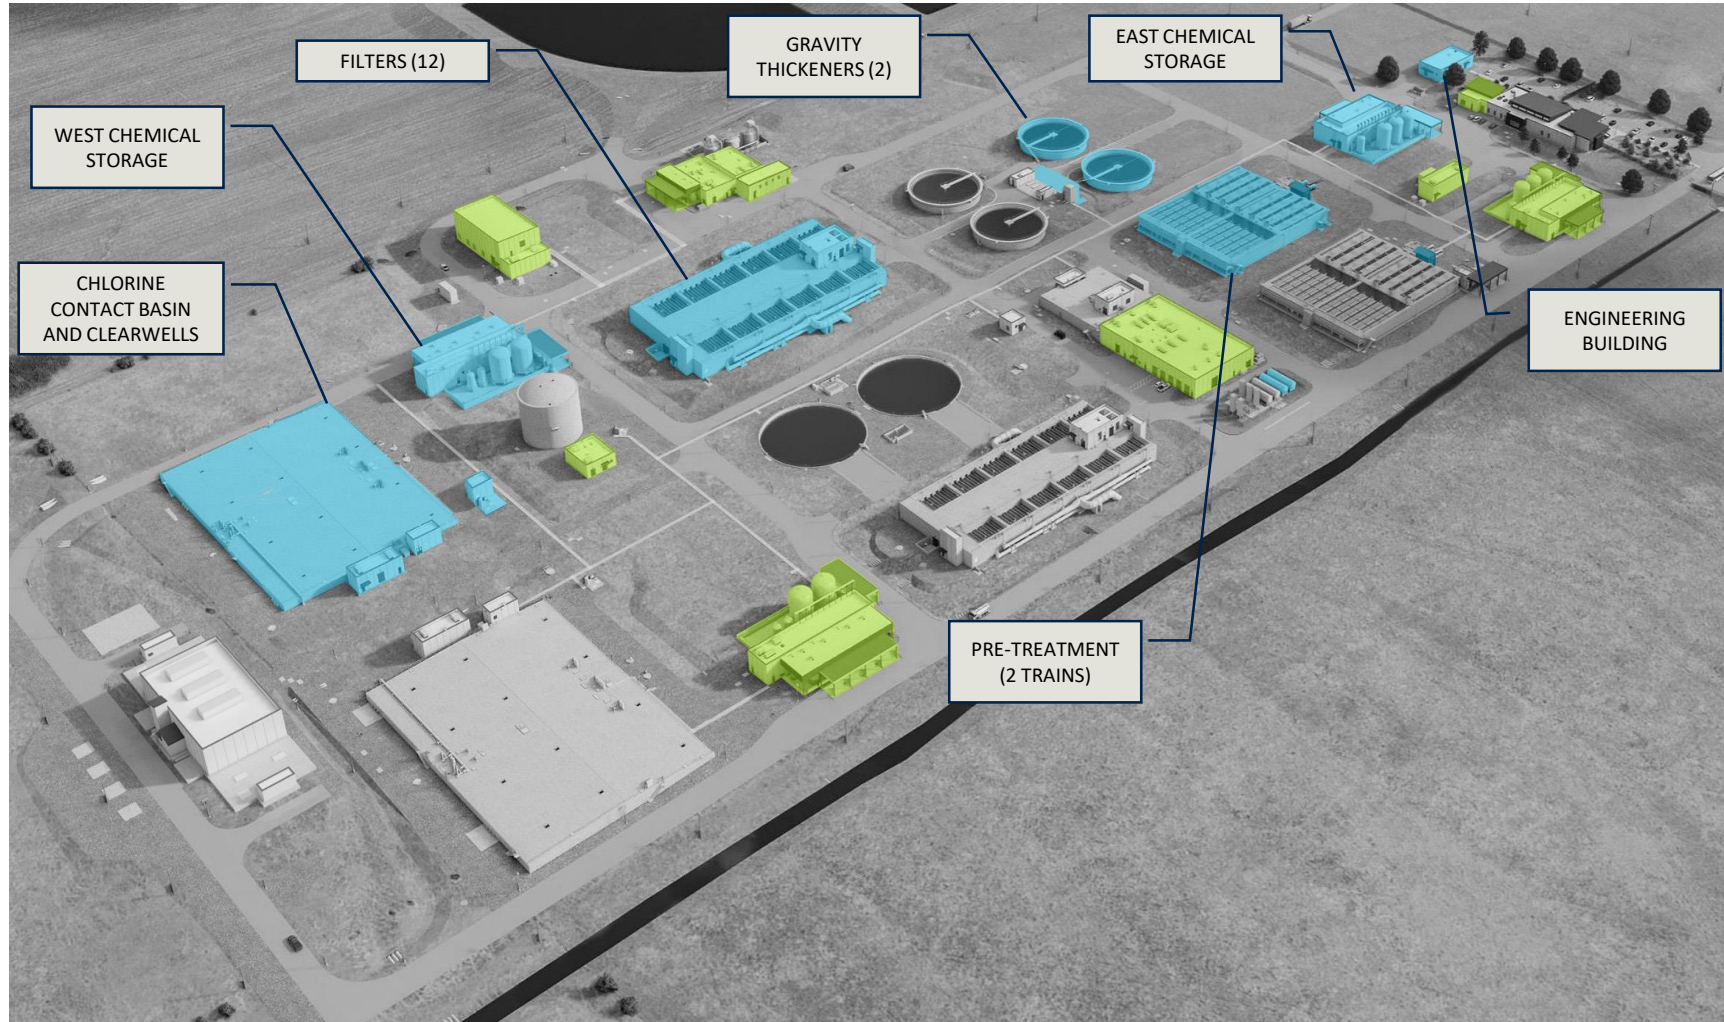 FILTERS (12)
GRAVITY
THICKENERS (2)
EAST CHEMICAL
STORAGE
WEST CHEMICAL
STORAGE
CHLORINE
CONTACT BASIN
AND CLEARWELLS
ENGINEERING
BUILDING
PRE-TREATMENT
(2 TRAINS)